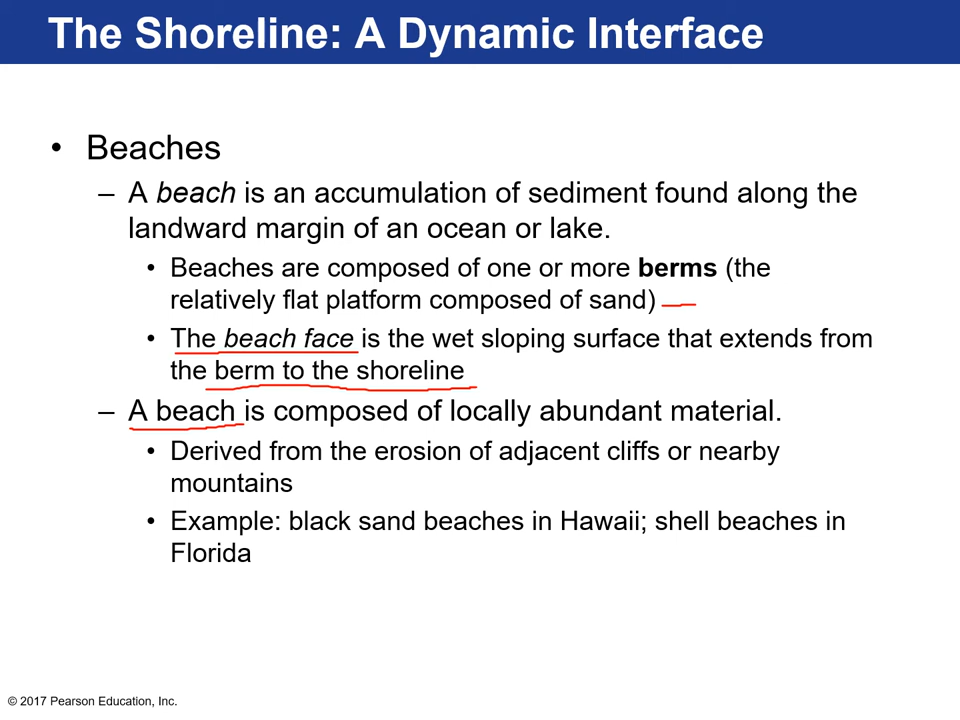 The Shoreline: A Dynamic Interface
• Beaches
– A beach is an accumulation of sediment found along the
landward margin of an ocean or lake.
• Beaches are composed of one or more berms (the
relatively flat platform composed of sand)
• The beach face is the wet sloping surface that extends from
the berm to the shoreline
– A beach is composed of locally abundant material.
• Derived from the erosion of adjacent cliffs or nearby
mountains
• Example: black sand beaches in Hawaii; shell beaches in
Florida
© 2017 Pearson Education, Inc.